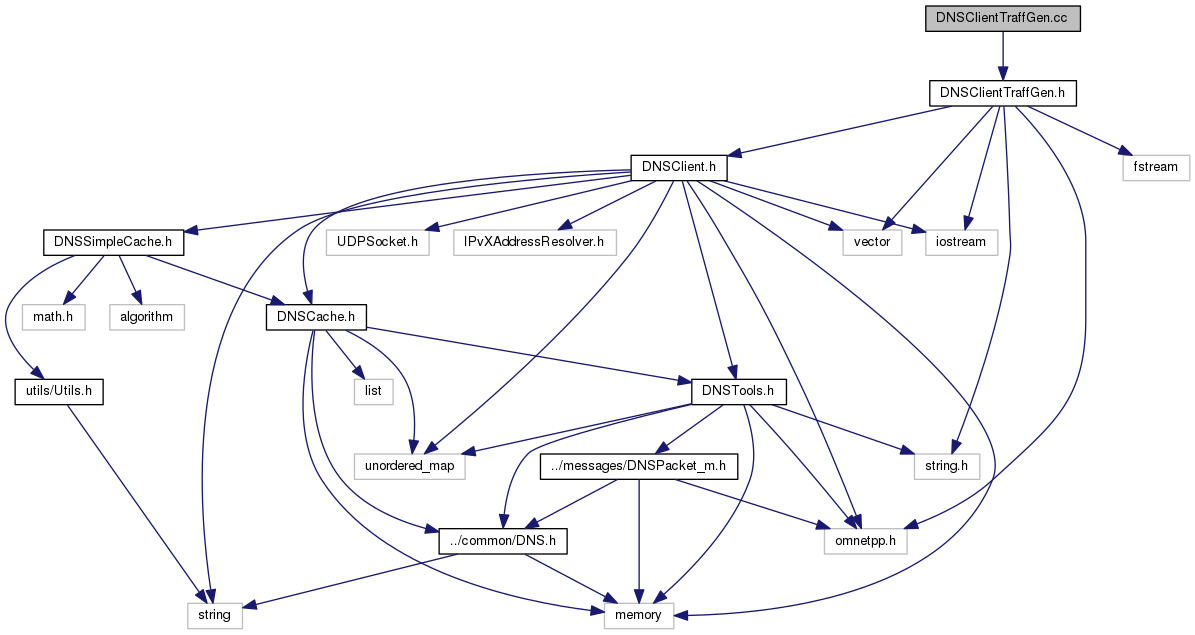 DNSClientTraffGen.cc
DNSClientTraffGen.h
DNSClient.h
fstream
DNSSimpleCache.h
UDPSocket.h
IPvXAddressResolver.h
vector
iostream
math.h
algorithm
DNSCache.h
utils/Utils.h
list
DNSTools.h
unordered_map
../messages/DNSPacket_m.h
string.h
../common/DNS.h
omnetpp.h
string
memory